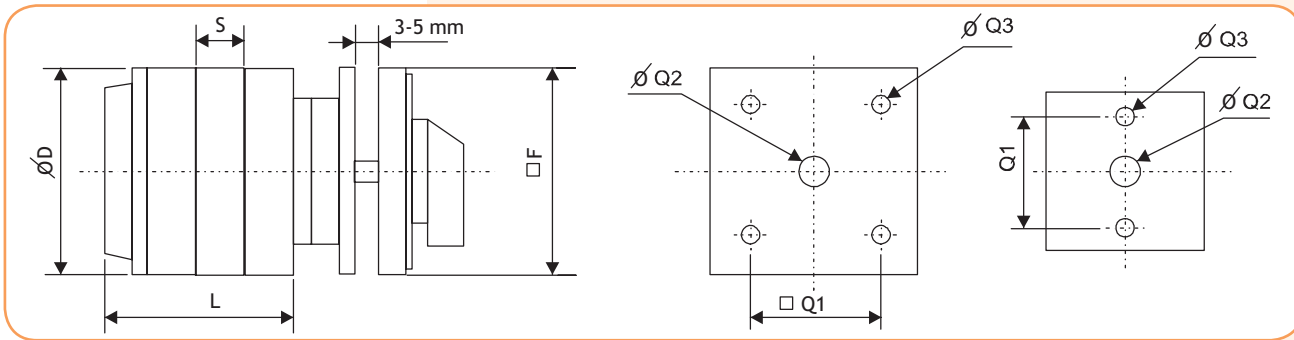 S
3-5 mm
ØD
□ F
L
Ø Q2
Ø Q3
□ Q1
Q1
Ø Q3
Ø Q2